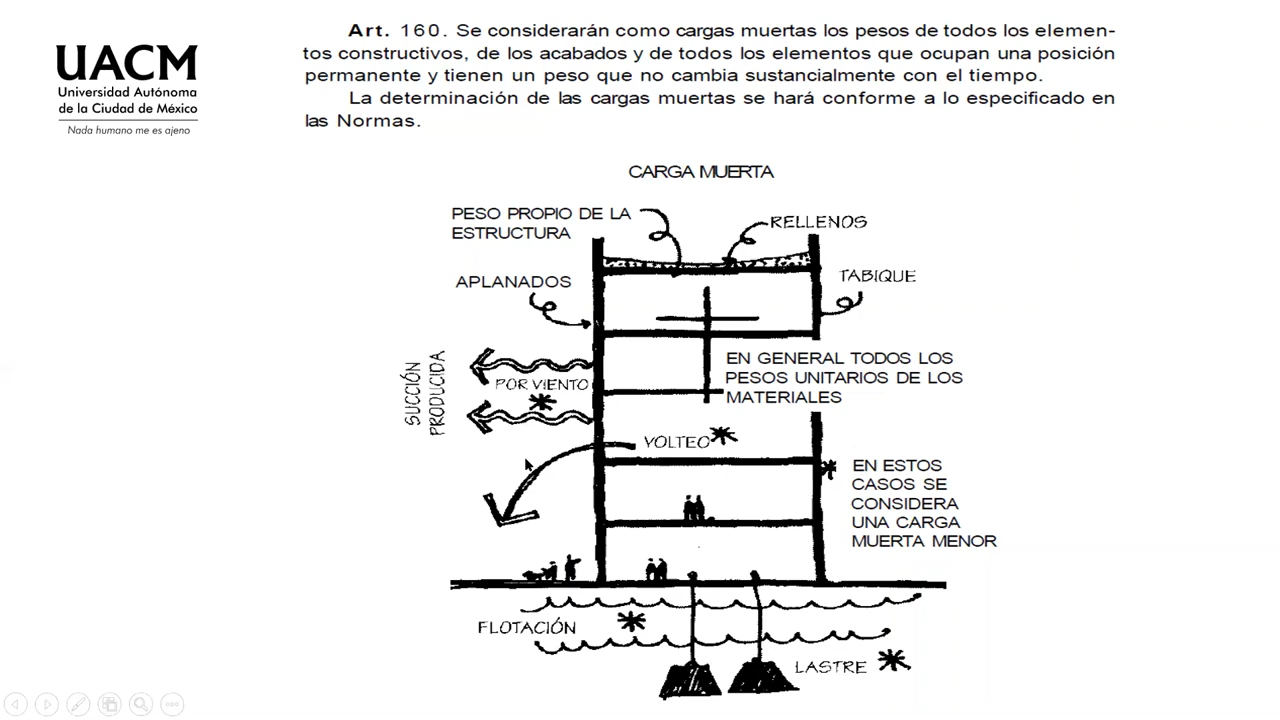 UACM
Universidad Autónoma
de la Ciudad de México
Nada humano me es ajeno
Art. 160. Se considerarán como cargas muertas los pesos de todos los elemen-
tos constructivos, de los acabados y de todos los elementos que ocupan una posición
permanente y tienen un peso que no cambia sustancialmente con el tiempo.
La determinación de las cargas muertas se hará conforme a lo especificado en
las Normas.
CARGA MUERTA
PESO PROPIO DE LA
ESTRUCTURA
RELLENOS
APLANADOS
TABIQUE
SUCCIÓN
PRODUCIDA
POR VIENTO
EN GENERAL TODOS LOS
PESOS UNITARIOS DE LOS
MATERIALES
VOLTEO
EN ESTOS
CASOS SE
CONSIDERA
UNA CARGA
MUERTA MENOR
FLOTACIÓN
LASTRE